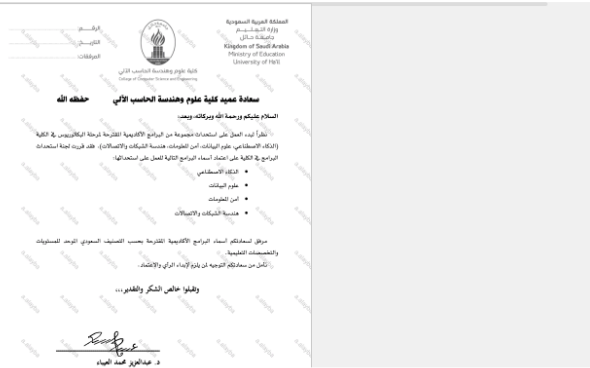 المملكة العربية السعودية
وزارة التـعـليـــم
جامعـة حـائل
Kingdom of Saudi Arabia
Ministry of Education
University of Ha'il
كلية علوم وهندسة الحاسب الآلي
College of Computer Science and Engineering
الرقـــم:
التاريـــخ:
المرفقات:
سعادة عميد كلية علوم وهندسة الحاسب الآلي حفظه الله
السلام عليكم ورحمة الله وبركاته، وبعد:
نظراً لبدء العمل على استحداث مجموعة من البرامج الأكاديمية المقترحة لمرحلة البكالوريوس في الكلية
(الذكاء الاصطناعي، علوم البيانات، أمن المعلومات، هندسة الشبكات والاتصالات)، فقد قررت لجنة استحداث
البرامج في الكلية على اعتماد أسماء البرامج التالية للعمل على استحداثها:
• الذكاء الاصطناعي
• علوم البيانات
• أمن المعلومات
• هندسة الشبكات والاتصالات
مرفق لسعادتكم أسماء البرامج الأكاديمية المقترحة بحسب التصنيف السعودي الموحد للمستويات
والتخصصات التعليمية.
نأمل من سعادتكم التوجيه لمن يلزم لإبداء الرأي والاعتماد.
وتقبلوا خالص الشكر والتقدير،،،
د. عبدالعزيز محمد العيباء